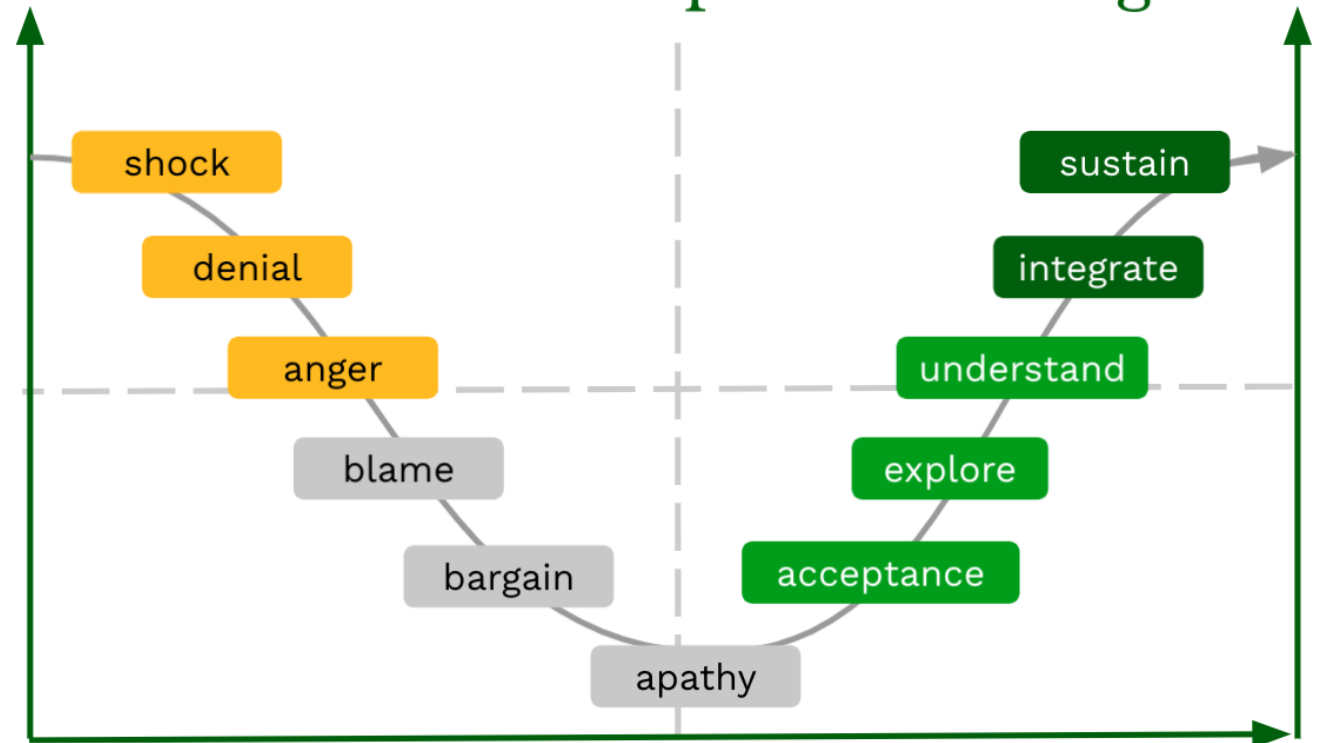 shock
denial
anger
blame
bargain
apathy
acceptance
explore
understand
integrate
sustain